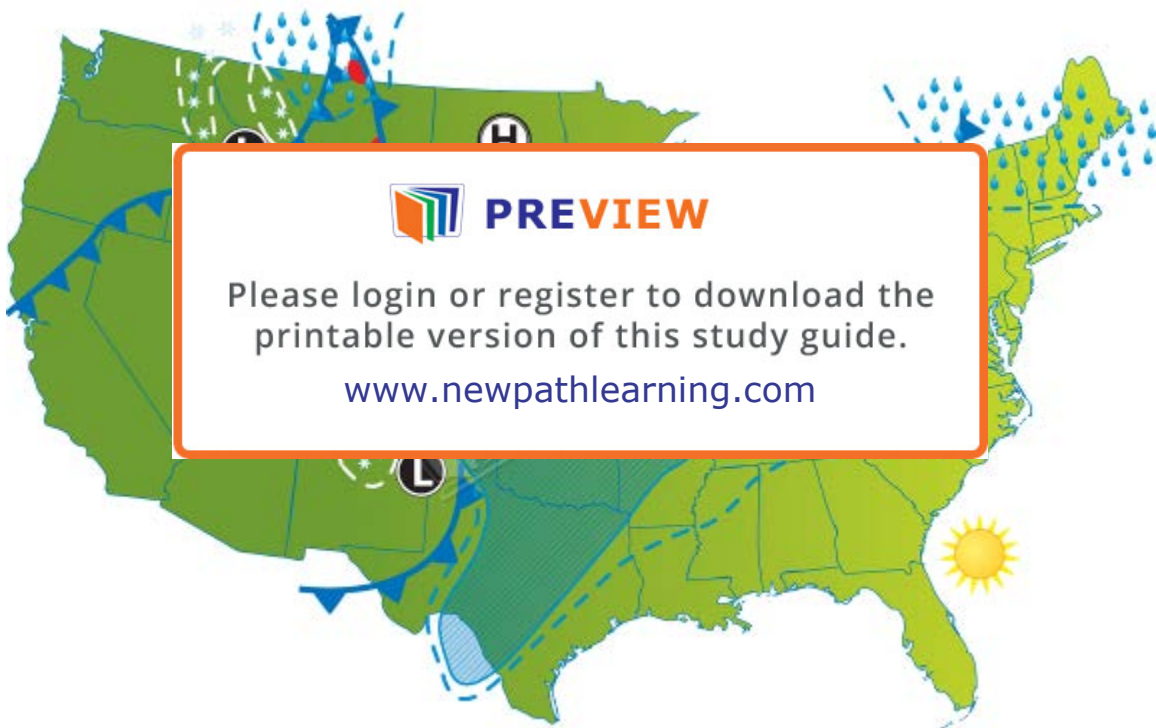 H
PREVIEW
Please login or register to download the
printable version of this study guide.
www.newpathlearning.com
L